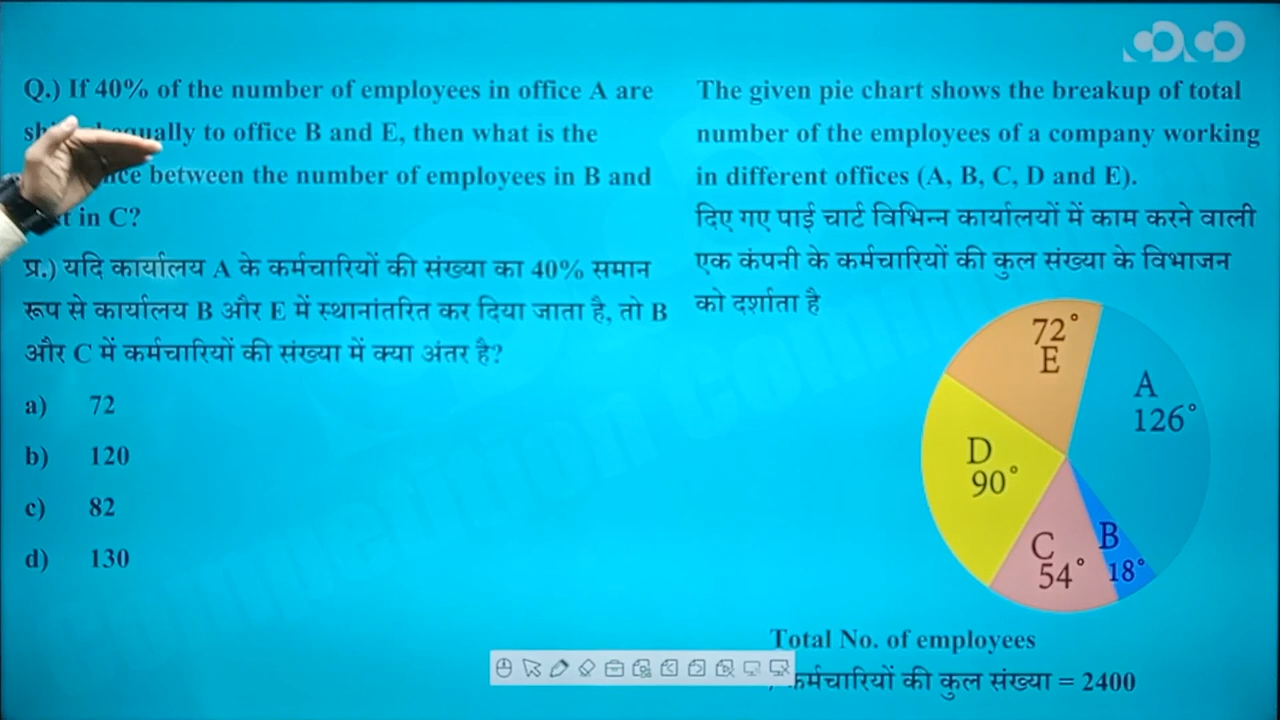 Q.) If 40% of the number of employees in office A are
equally to office B and E, then what is the
between the number of employees in B and
in C?
प्र.) यदि कार्यालय A के कर्मचारियों की संख्या का 40% समान
रूप से कार्यालय B और E में स्थानांतरित कर दिया जाता है, तो B
और C में कर्मचारियों की संख्या में क्या अंतर है?
a) 72
b) 120
c) 82
d) 130
The given pie chart shows the breakup of total
number of the employees of a company working
in different offices (A, B, C, D and E).
दिए गए पाई चार्ट विभिन्न कार्यालयों में काम करने वाली
एक कंपनी के कर्मचारियों की कुल संख्या के विभाजन
को दर्शाता है
72°
E
A
126°
D
90°
C
54°
B
18°
Total No. of employees
कर्मचारियों की कुल संख्या = 2400